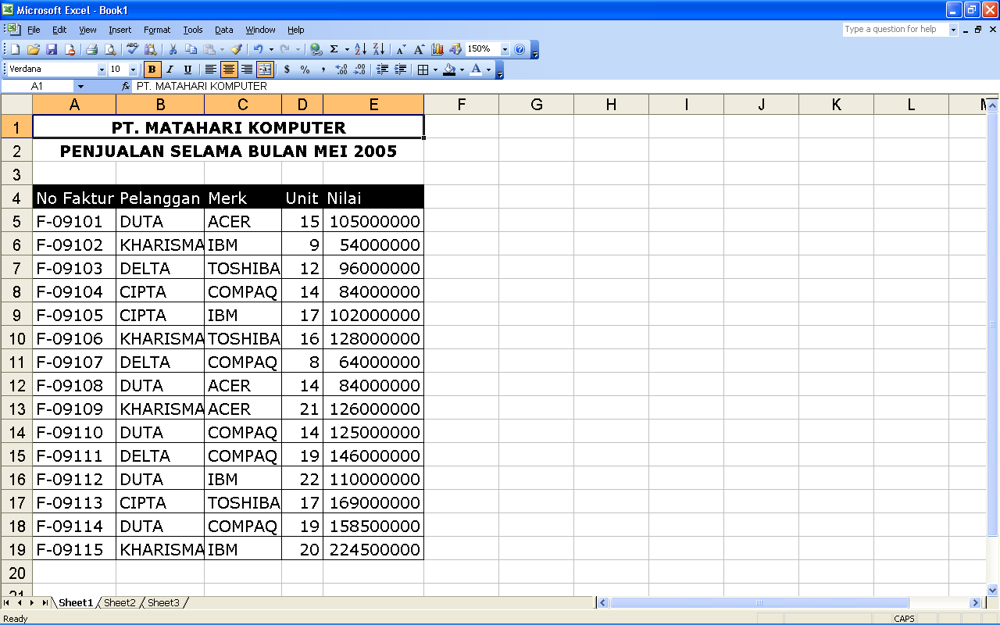 Microsoft Excel - Book1
File Edit View Insert Format Tools Data Window Help Type a question for help
150%
Verdana 10 B I U $ % ,
A1 fx PT. MATAHARI KOMPUTER
A B C D E F G H I J K L M
1 PT. MATAHARI KOMPUTER
2 PENJUALAN SELAMA BULAN MEI 2005
3
4 No Faktur Pelanggan Merk Unit Nilai
5 F-09101 DUTA ACER 15 105000000
6 F-09102 KHARISMA IBM 9 54000000
7 F-09103 DELTA TOSHIBA 12 96000000
8 F-09104 CIPTA COMPAQ 14 84000000
9 F-09105 CIPTA IBM 17 102000000
10 F-09106 KHARISMA TOSHIBA 16 128000000
11 F-09107 DELTA COMPAQ 8 64000000
12 F-09108 DUTA ACER 14 84000000
13 F-09109 KHARISMA ACER 21 126000000
14 F-09110 DUTA COMPAQ 14 125000000
15 F-09111 DELTA COMPAQ 19 146000000
16 F-09112 DUTA IBM 22 110000000
17 F-09113 CIPTA TOSHIBA 17 169000000
18 F-09114 DUTA COMPAQ 19 158500000
19 F-09115 KHARISMA IBM 20 224500000
20
21
Sheet1 Sheet2 Sheet3
Ready CAPS